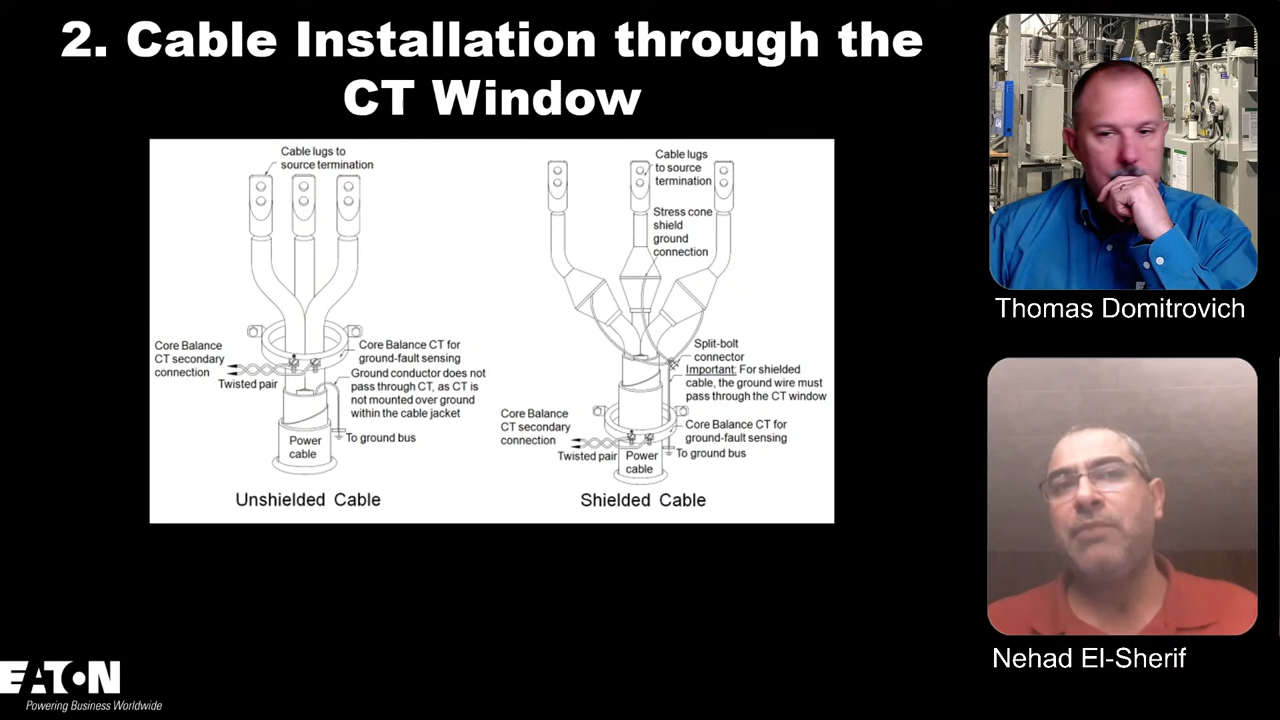 2. Cable Installation through the
CT Window
Cable lugs to
source termination
Core Balance
CT secondary
connection
Twisted pair
Core Balance CT for
ground-fault sensing
Ground conductor does not
pass through CT, as CT is
not mounted over ground
within the cable jacket
To ground bus
Power
cable
Unshielded Cable
Cable lugs
to source
termination
Stress cone
shield
ground
connection
Split-bolt
connector
Important: For shielded
cable, the ground wire must
pass through the CT window
Core Balance
CT secondary
connection
Twisted pair
Core Balance CT for
ground-fault sensing
To ground bus
Power
cable
Shielded Cable
Thomas Domitrovich
Nehad El-Sherif
EATON
Powering Business Worldwide